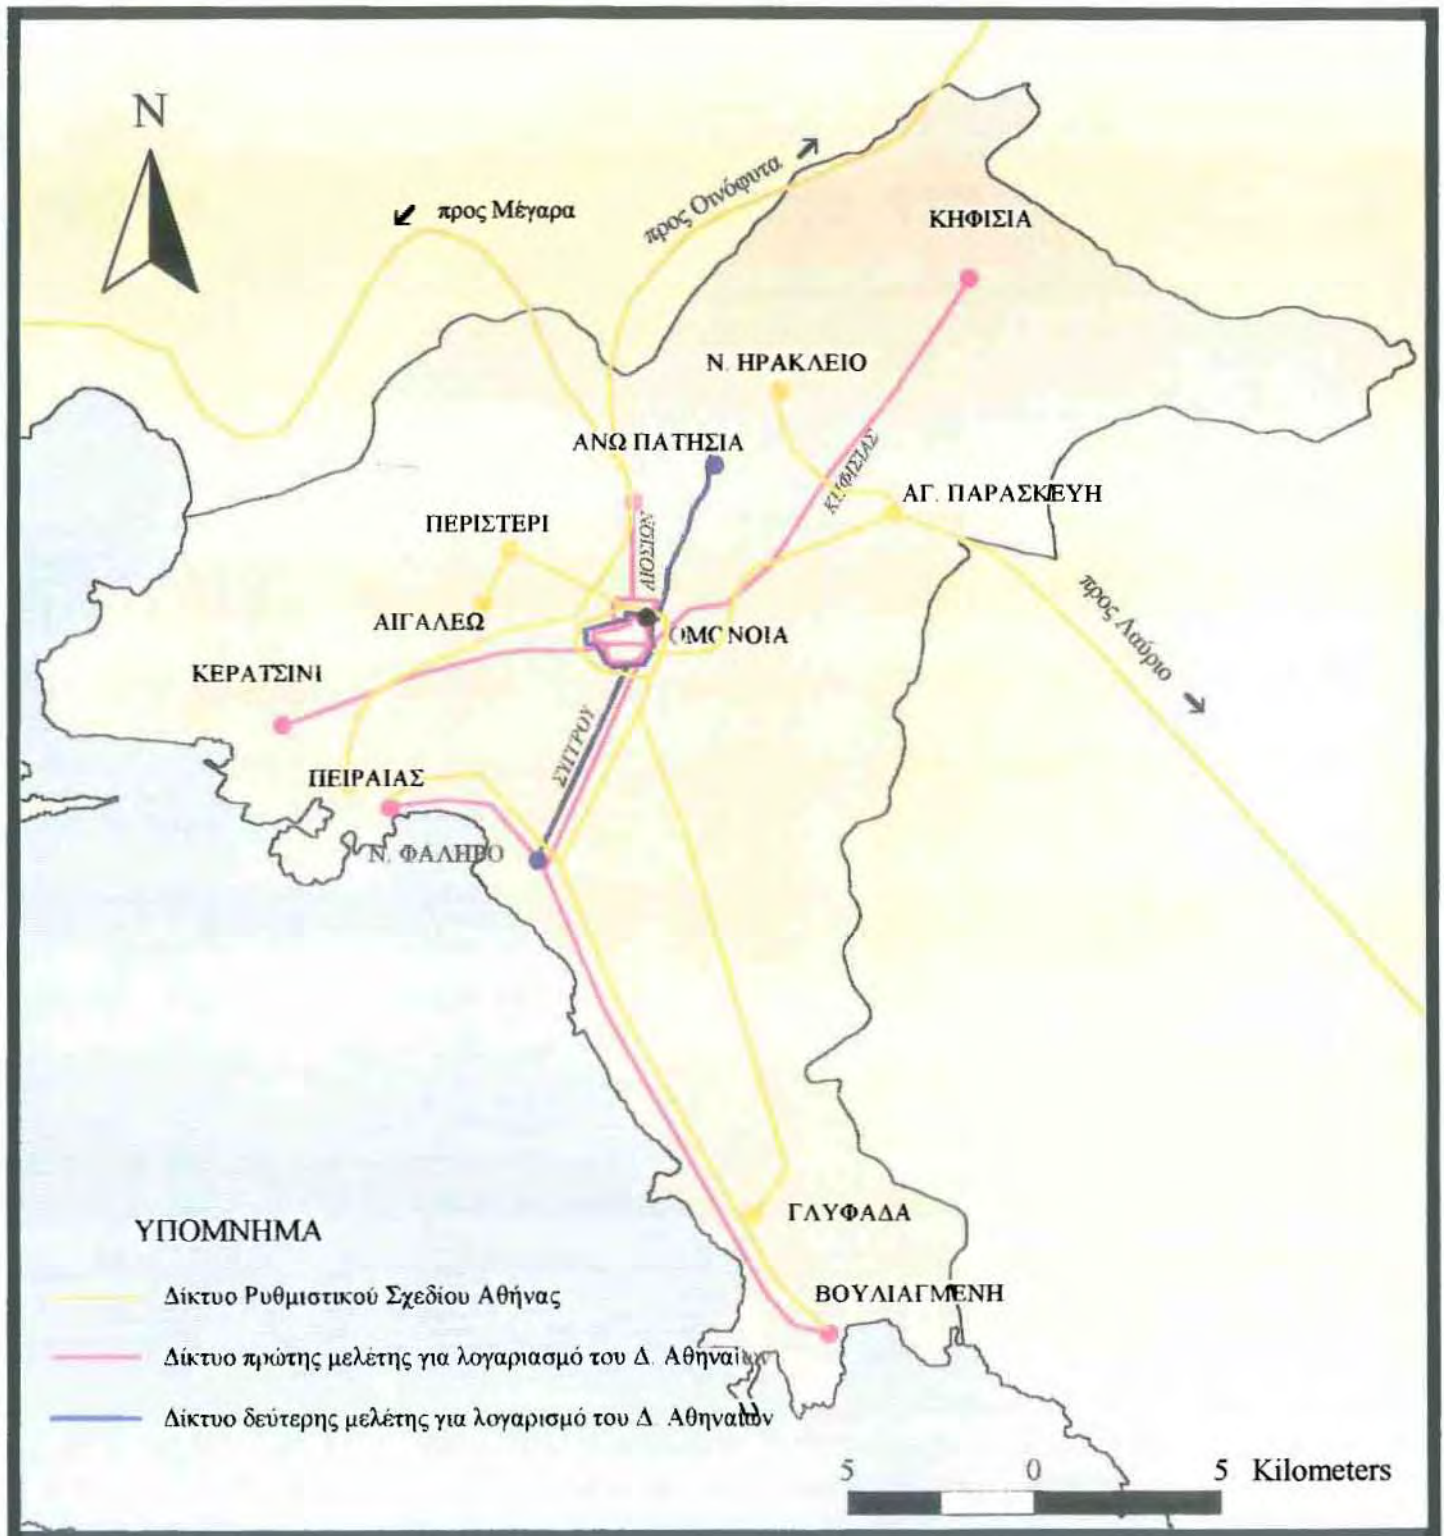 N
προς Μέγαρα
προς Οινόφυτα
ΚΗΦΙΣΙΑ
Ν. ΗΡΑΚΛΕΙΟ
ΑΝΩ ΠΑΤΗΣΙΑ
ΚΗΦΙΣΙΑΣ
ΑΓ. ΠΑΡΑΣΚΕΥΗ
ΠΕΡΙΣΤΕΡΙ
ΛΙΟΣΙΩΝ
ΑΙΓΑΛΕΩ
ΟΜΟΝΟΙΑ
προς Λαύριο
ΚΕΡΑΤΣΙΝΙ
ΣΥΓΓΡΟΥ
ΠΕΙΡΑΙΑΣ
Ν. ΦΑΛΗΡΟ
ΓΛΥΦΑΔΑ
ΥΠΟΜΝΗΜΑ
ΒΟΥΛΙΑΓΜΕΝΗ
Δίκτυο Ρυθμιστικού Σχεδίου Αθήνας
Δίκτυο πρώτης μελέτης για λογαριασμό του Δ. Αθηναίων
Δίκτυο δεύτερης μελέτης για λογαρισμό του Δ. Αθηναίων
5 0 5 Kilometers